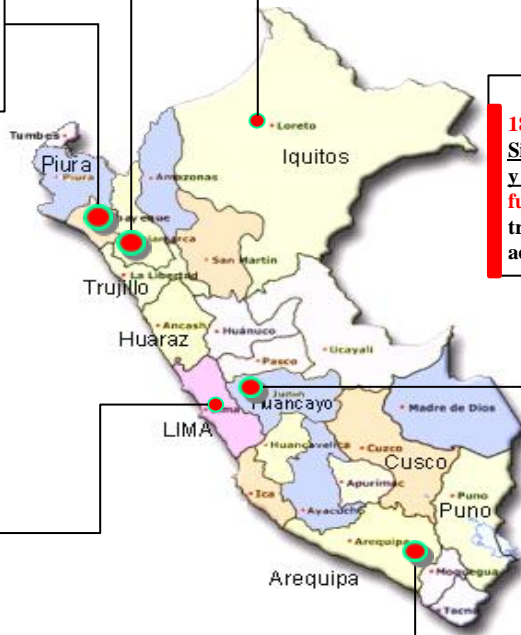 Loreto
Iquitos
Tumbes
Piura
Piura
Amazonas
San Martin
La Libertad
Trujillo
Ancash
Huaraz
Huánuco
Ucayali
Pasco
Junin
Huancayo
LIMA
Madre de Dios
Huancavelica
Cuzco
Cusco
Apurimac
Ica
Ayacucho
Puno
Puno
Arequipa
Arequipa
Moquegua
Tacna
18
y